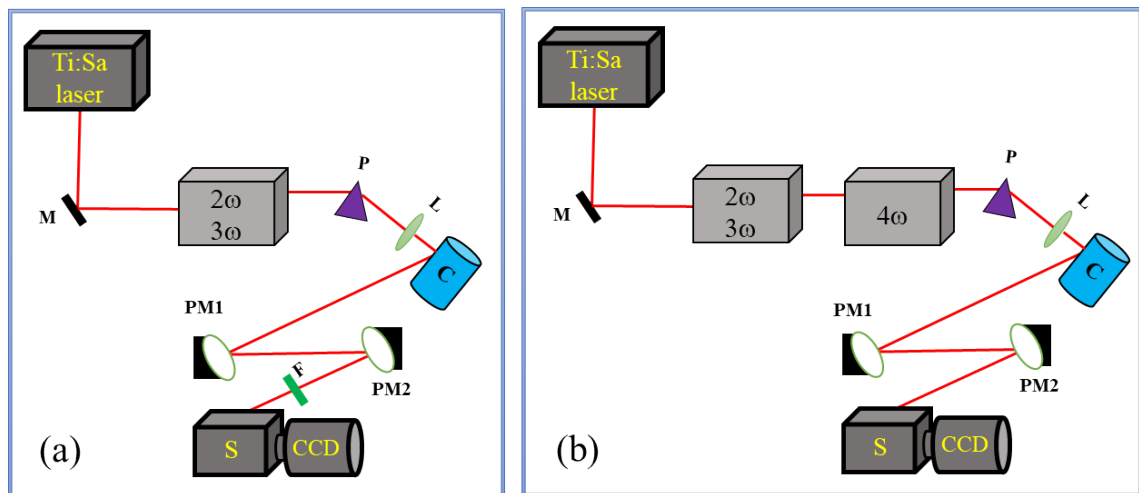 Ti:Sa
laser
M
2ω
3ω
P
L
C
PM1
PM2
F
S
CCD
(a)
Ti:Sa
laser
M
2ω
3ω
4ω
P
L
C
PM1
PM2
S
CCD
(b)